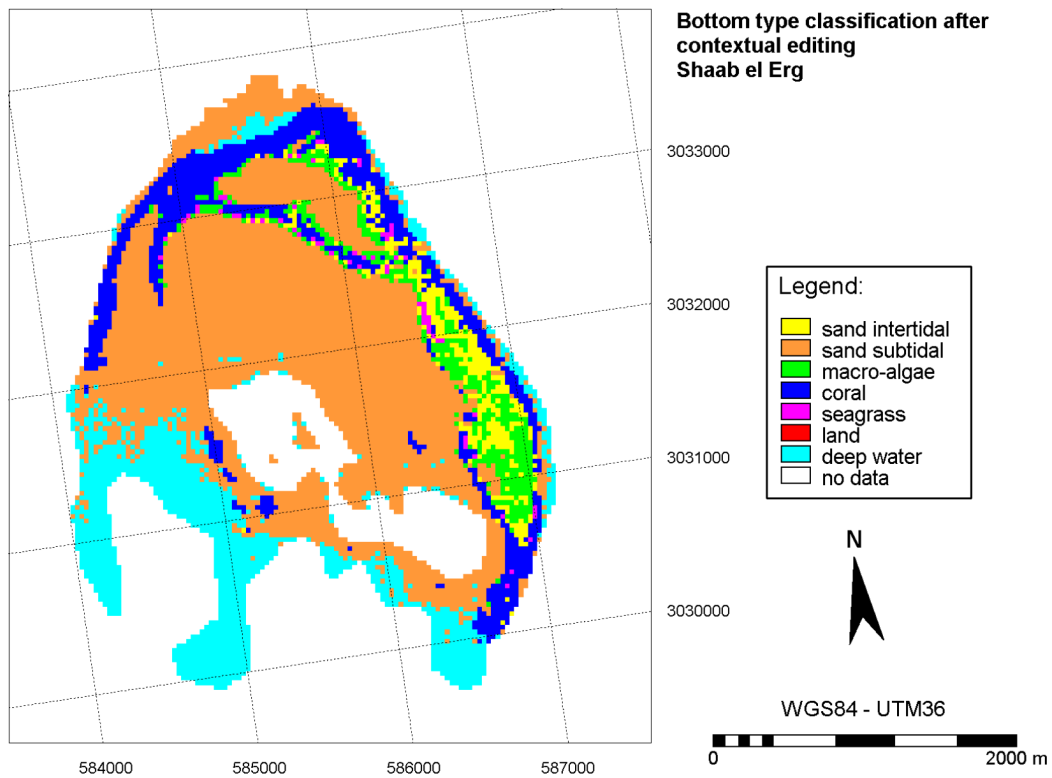 Bottom type classification after
contextual editing
Shaab el Erg
3033000
3032000
3031000
3030000
Legend:
sand intertidal
sand subtidal
macro-algae
coral
seagrass
land
deep water
no data
N
WGS84 - UTM36
0
2000 m
584000
585000
586000
587000